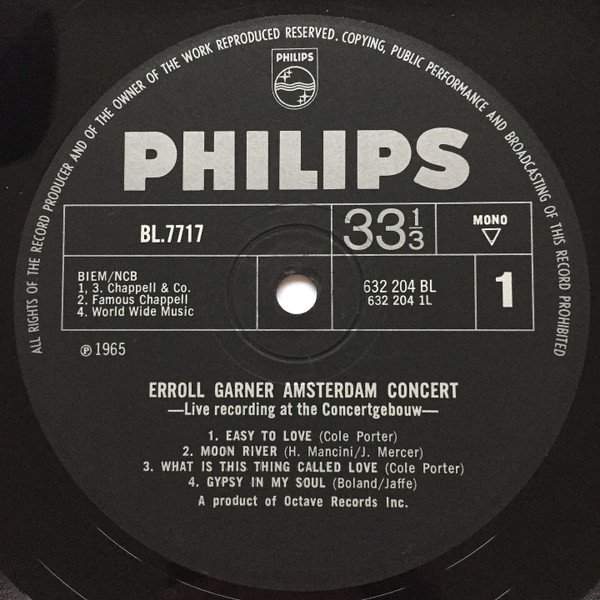 ALL RIGHTS OF THE RECORD PRODUCER AND OF THE OWNER OF THE WORK REPRODUCED RESERVED. COPYING, PUBLIC PERFORMANCE AND BROADCASTING OF THIS RECORD PROHIBITED
PHILIPS
PHILIPS
BL.7717
33 1/3
MONO
BIEM/NCB
1, 3. Chappell & Co.
2. Famous Chappell
4. World Wide Music
632 204 BL
632 204 1L
1
℗ 1965
ERROLL GARNER AMSTERDAM CONCERT
—Live recording at the Concertgebouw—
1. EASY TO LOVE (Cole Porter)
2. MOON RIVER (H. Mancini/J. Mercer)
3. WHAT IS THIS THING CALLED LOVE (Cole Porter)
4. GYPSY IN MY SOUL (Boland/Jaffe)
A product of Octave Records Inc.